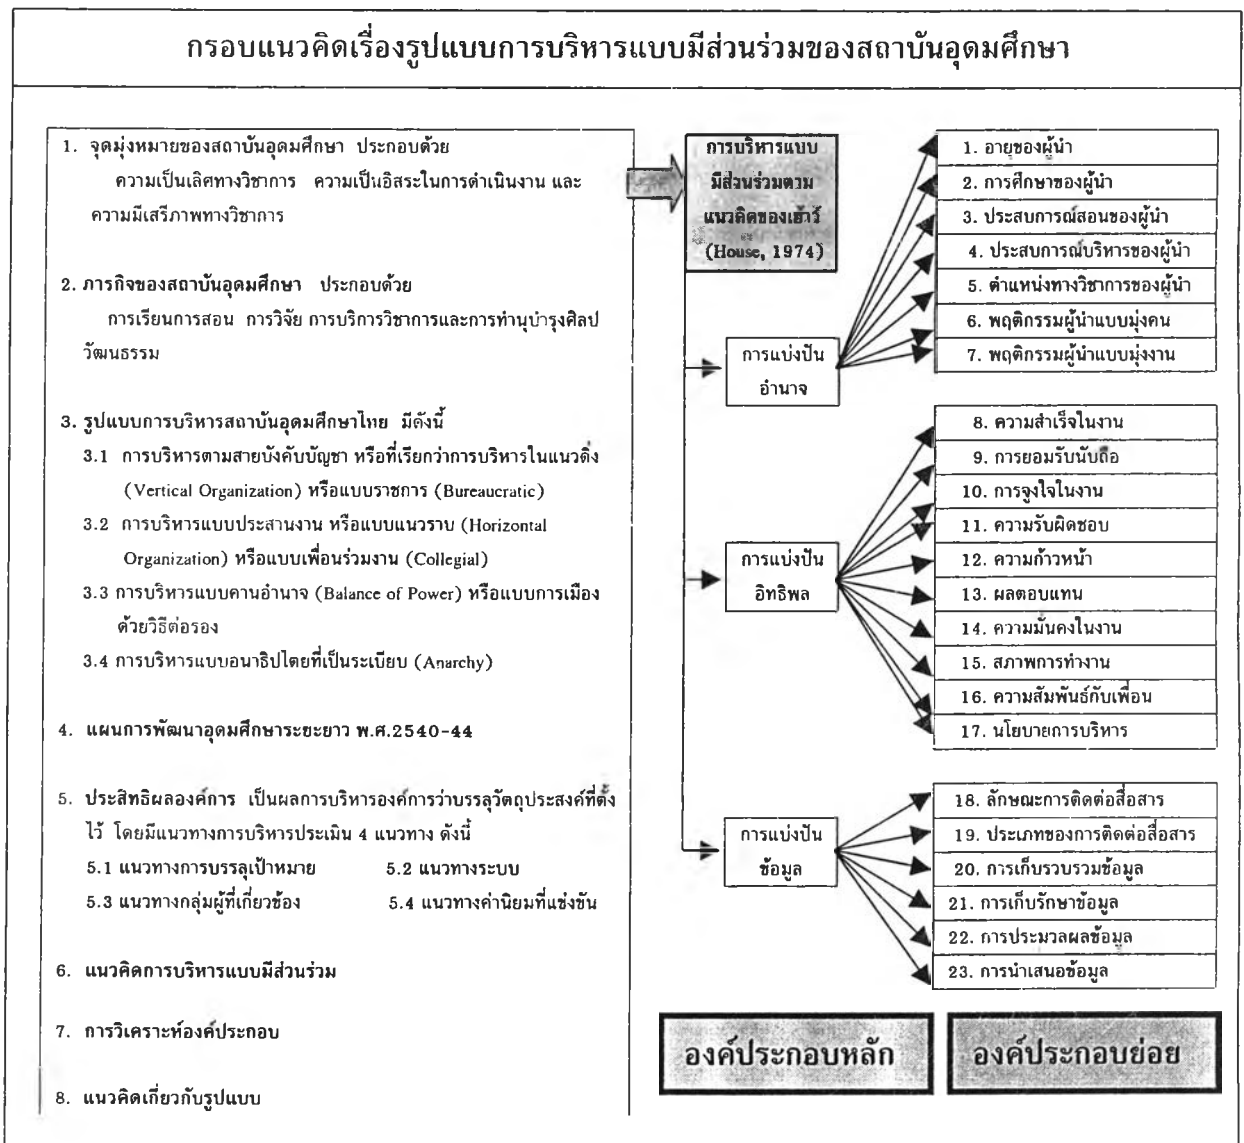 กรอบแนวคิดเรื่องรูปแบบการบริหารแบบมีส่วนร่วมของสถาบันอุดมศึกษา
1. จุดมุ่งหมายของสถาบันอุดมศึกษา ประกอบด้วย
ความเป็นเลิศทางวิชาการ ความเป็นอิสระในการดำเนินงาน และ
ความมีเสรีภาพทางวิชาการ
2. ภารกิจของสถาบันอุดมศึกษา ประกอบด้วย
การเรียนการสอน การวิจัย การบริการวิชาการและการทำนุบำรุงศิลป
วัฒนธรรม
3. รูปแบบการบริหารสถาบันอุดมศึกษาไทย มีดังนี้
3.1 การบริหารตามสายบังคับบัญชา หรือที่เรียกว่าการบริหารในแนวดิ่ง
(Vertical Organization) หรือแบบราชการ (Bureaucratic)
3.2 การบริหารแบบประสานงาน หรือแบบแนวราบ (Horizontal
Organization) หรือแบบเพื่อนร่วมงาน (Collegial)
3.3 การบริหารแบบคานอำนาจ (Balance of Power) หรือแบบการเมือง
ด้วยวิธีต่อรอง
3.4 การบริหารแบบอนาธิปไตยที่เป็นระเบียบ (Anarchy)
4. แผนการพัฒนาอุดมศึกษาระยะยาว พ.ศ.2540-44
5. ประสิทธิผลองค์การ เป็นผลการบริหารองค์การว่าบรรลุวัตถุประสงค์ที่ตั้ง
ไว้ โดยมีแนวทางการบริหารประเมิน 4 แนวทาง ดังนี้
5.1 แนวทางการบรรลุเป้าหมาย 5.2 แนวทางระบบ
5.3 แนวทางกลุ่มผู้ที่เกี่ยวข้อง 5.4 แนวทางค่านิยมที่แข่งขัน
6. แนวคิดการบริหารแบบมีส่วนร่วม
7. การวิเคราะห์องค์ประกอบ
8. แนวคิดเกี่ยวกับรูปแบบ
การบริหารแบบ
มีส่วนร่วมตาม
แนวคิดของเฮ้าว์
(House, 1974)
การแบ่งปัน
อำนาจ
1. อายุของผู้นำ
2. การศึกษาของผู้นำ
3. ประสบการณ์สอนของผู้นำ
4. ประสบการณ์บริหารของผู้นำ
5. ตำแหน่งทางวิชาการของผู้นำ
6. พฤติกรรมผู้นำแบบมุ่งคน
7. พฤติกรรมผู้นำแบบมุ่งงาน
การแบ่งปัน
อิทธิพล
8. ความสำเร็จในงาน
9. การยอมรับนับถือ
10. การจูงใจในงาน
11. ความรับผิดชอบ
12. ความก้าวหน้า
13. ผลตอบแทน
14. ความมั่นคงในงาน
15. สภาพการทำงาน
16. ความสัมพันธ์กับเพื่อน
17. นโยบายการบริหาร
การแบ่งปัน
ข้อมูล
18. ลักษณะการติดต่อสื่อสาร
19. ประเภทของการติดต่อสื่อสาร
20. การเก็บรวบรวมข้อมูล
21. การเก็บรักษาข้อมูล
22. การประมวลผลข้อมูล
23. การนำเสนอข้อมูล
องค์ประกอบหลัก
องค์ประกอบย่อย